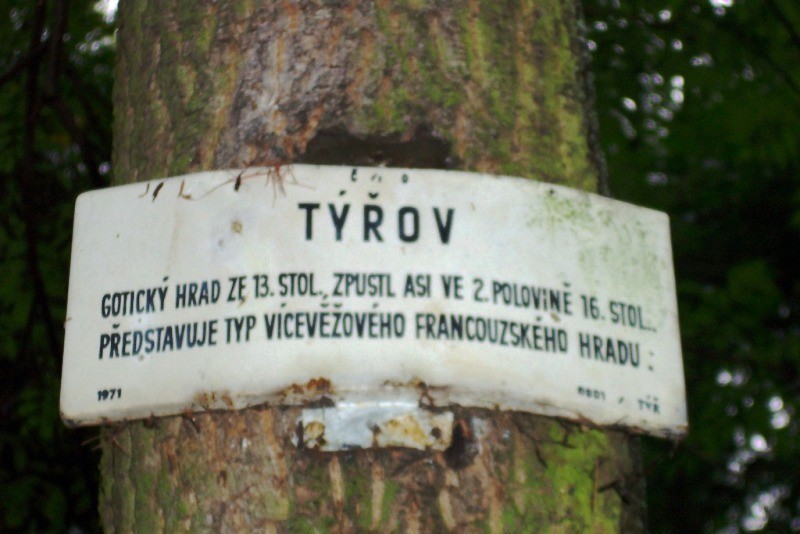 TÝŘOV
GOTICKÝ HRAD ZE 13. STOL., ZPUSTL ASI VE 2. POLOVINĚ 16. STOL..
PŘEDSTAVUJE TYP VÍCEVĚŽOVÉHO FRANCOUZSKÉHO HRADU.
1971 TÝŘ